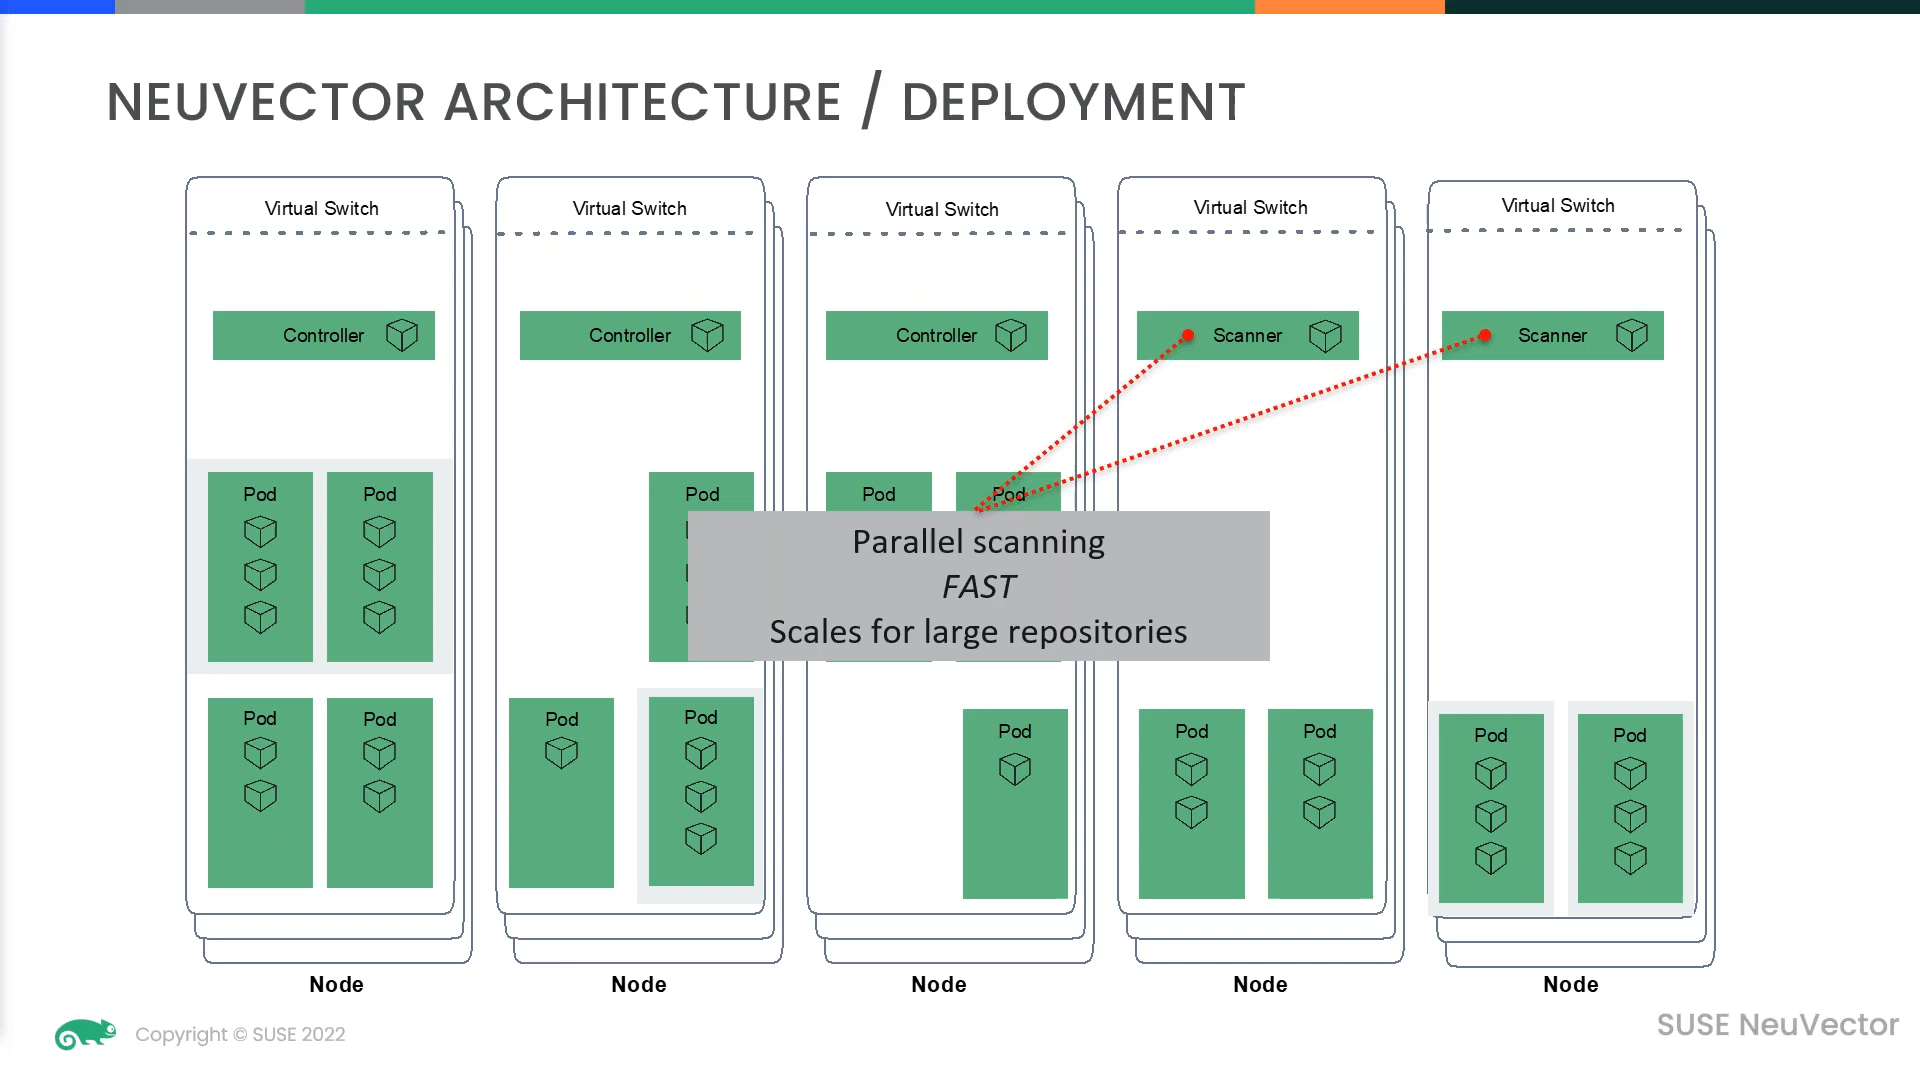 NEUVECTOR ARCHITECTURE / DEPLOYMENT
Virtual Switch
Virtual Switch
Virtual Switch
Virtual Switch
Virtual Switch
Controller
Controller
Controller
Scanner
Scanner
Pod
Pod
Pod
Pod
Pod
Parallel scanning
FAST
Scales for large repositories
Pod
Pod
Pod
Pod
Pod
Pod
Pod
Pod
Pod
Node
Node
Node
Node
Node
Copyright © SUSE 2022
SUSE NeuVector